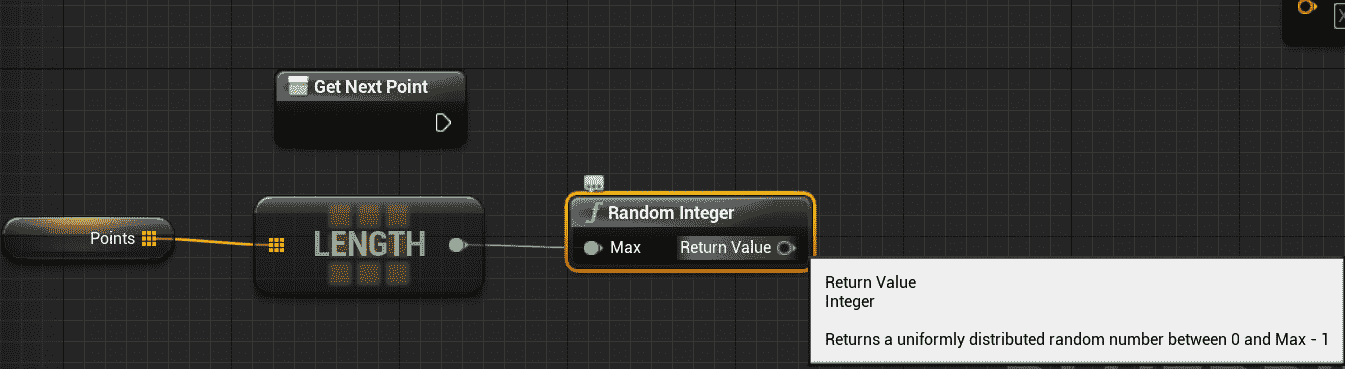 Get Next Point
Points
LENGTH
Random Integer
Max
Return Value
Return Value
Integer
Returns a uniformly distributed random number between 0 and Max - 1